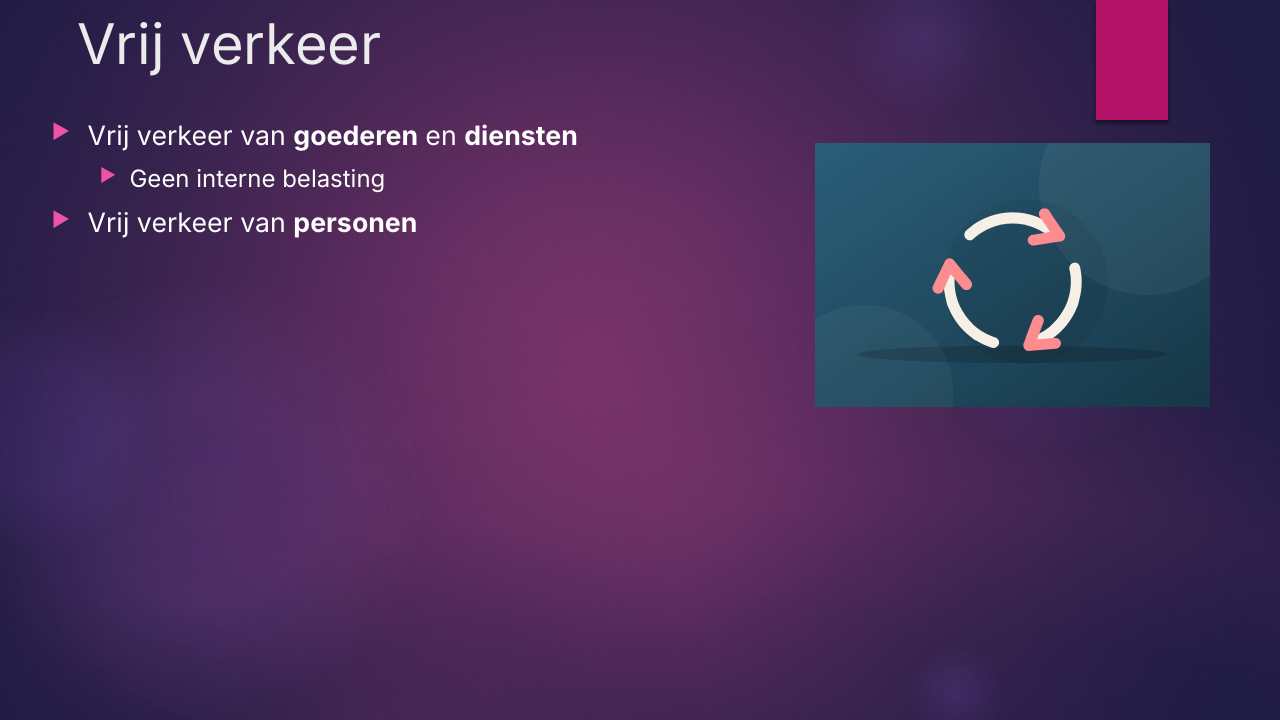 Vrij verkeer
Vrij verkeer van goederen en diensten
Geen interne belasting
Vrij verkeer van personen